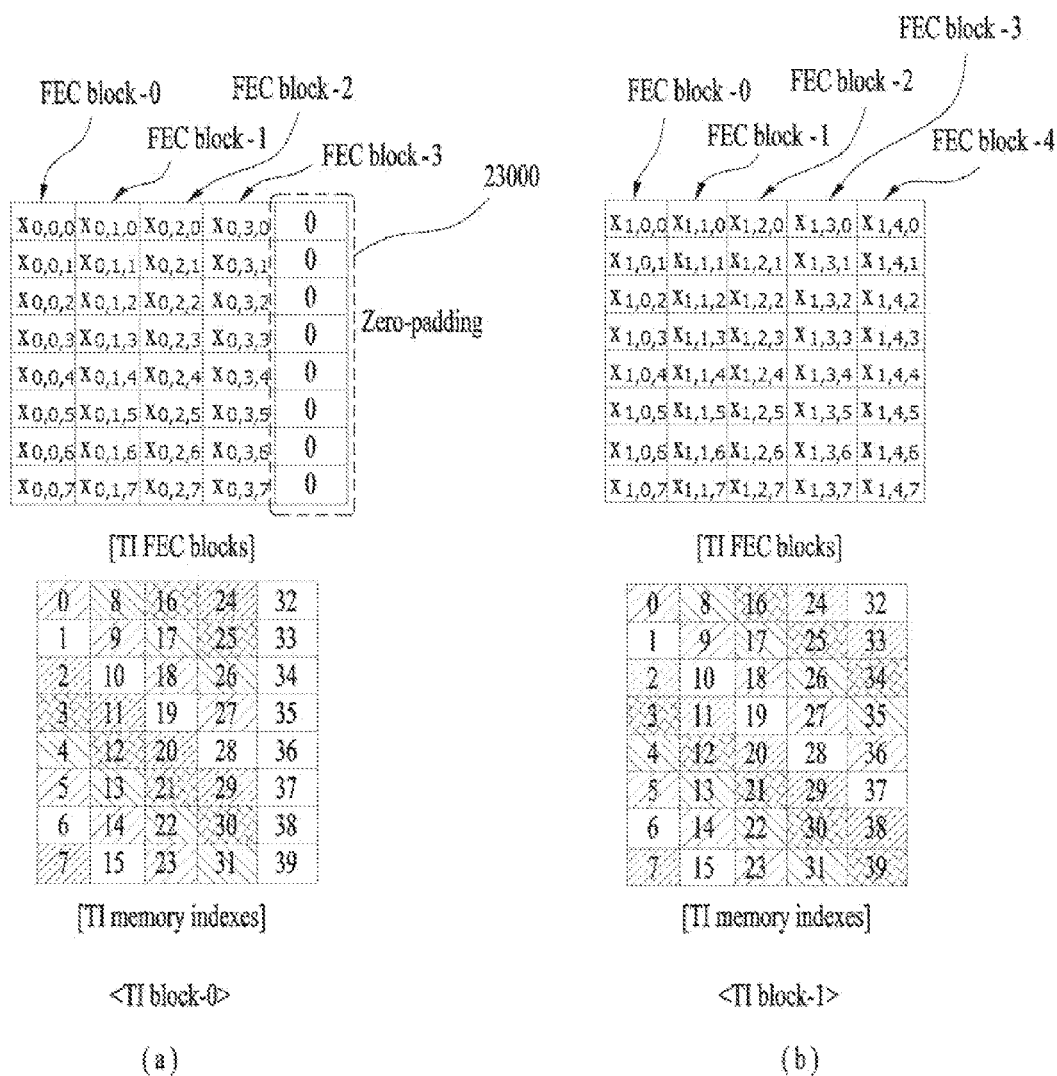 FEC block -0
FEC block -1
FEC block -2
FEC block -3
23000
X0,0,0 X0,1,0 X0,2,0 X0,3,0 0
X0,0,1 X0,1,1 X0,2,1 X0,3,1 0
X0,0,2 X0,1,2 X0,2,2 X0,3,2 0
X0,0,3 X0,1,3 X0,2,3 X0,3,3 0
X0,0,4 X0,1,4 X0,2,4 X0,3,4 0
X0,0,5 X0,1,5 X0,2,5 X0,3,5 0
X0,0,6 X0,1,6 X0,2,6 X0,3,6 0
X0,0,7 X0,1,7 X0,2,7 X0,3,7 0
Zero-padding
[TI FEC blocks]
0 8 16 24 32
1 9 17 25 33
2 10 18 26 34
3 11 19 27 35
4 12 20 28 36
5 13 21 29 37
6 14 22 30 38
7 15 23 31 39
[TI memory indexes]
<TI block-0>
(a)
FEC block -0
FEC block -1
FEC block -2
FEC block -3
FEC block -4
X1,0,0 X1,1,0 X1,2,0 X1,3,0 X1,4,0
X1,0,1 X1,1,1 X1,2,1 X1,3,1 X1,4,1
X1,0,2 X1,1,2 X1,2,2 X1,3,2 X1,4,2
X1,0,3 X1,1,3 X1,2,3 X1,3,3 X1,4,3
X1,0,4 X1,1,4 X1,2,4 X1,3,4 X1,4,4
X1,0,5 X1,1,5 X1,2,5 X1,3,5 X1,4,5
X1,0,6 X1,1,6 X1,2,6 X1,3,6 X1,4,6
X1,0,7 X1,1,7 X1,2,7 X1,3,7 X1,4,7
[TI FEC blocks]
0 8 16 24 32
1 9 17 25 33
2 10 18 26 34
3 11 19 27 35
4 12 20 28 36
5 13 21 29 37
6 14 22 30 38
7 15 23 31 39
[TI memory indexes]
<TI block-1>
(b)